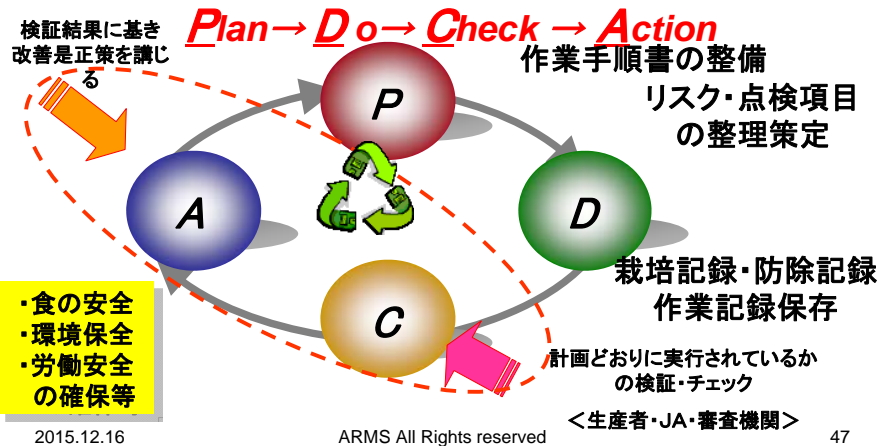 検証結果に基き
改善是正策を講じ
る
Plan→ D o→ Check → Action
作業手順書の整備
リスク・点検項目
の整理策定
P
A
D
C
栽培記録・防除記録
作業記録保存
・食の安全
・環境保全
・労働安全
の確保等
計画どおりに実行されているか
の検証・チェック
＜生産者・JA・審査機関＞
2015.12.16
ARMS All Rights reserved
47